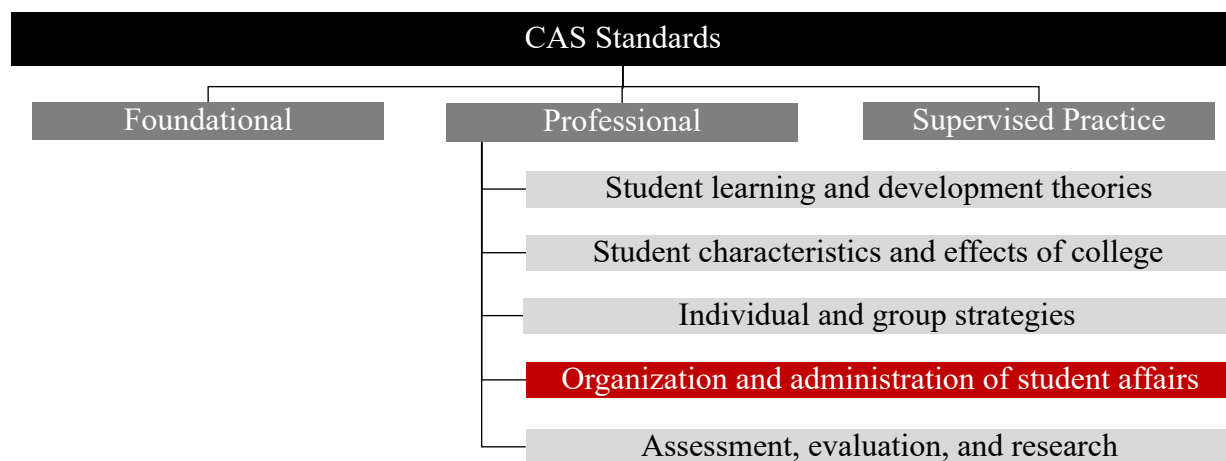 CAS Standards
Foundational
Professional
Supervised Practice
Student learning and development theories
Student characteristics and effects of college
Individual and group strategies
Organization and administration of student affairs
Assessment, evaluation, and research